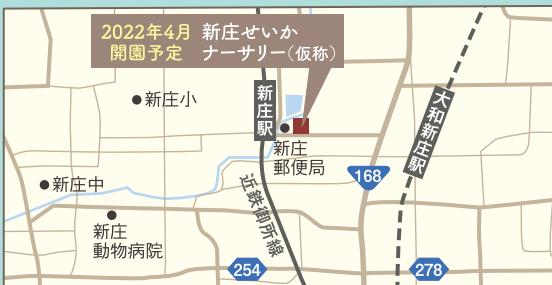 2022年4月
開園予定
新庄せいか
ナーサリー(仮称)
新庄小
新庄駅
大和新庄駅
新庄
郵便局
168
新庄中
近鉄御所線
新庄
動物病院
254
278